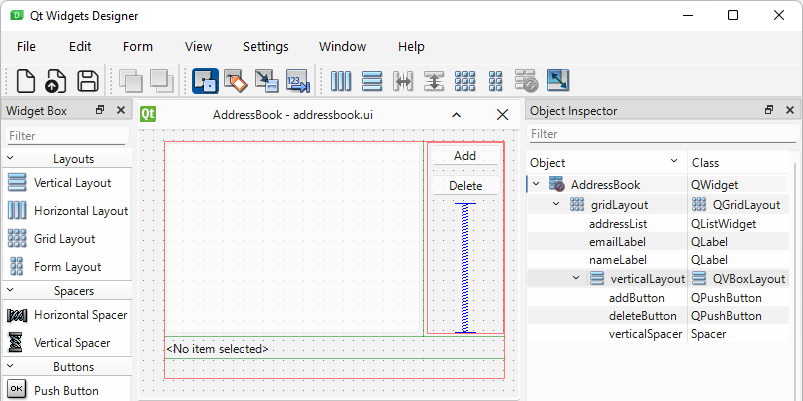 Qt Widgets Designer
File Edit Form View Settings Window Help
123
Widget Box
Filter
Layouts
Vertical Layout
Horizontal Layout
Grid Layout
Form Layout
Spacers
Horizontal Spacer
Vertical Spacer
Buttons
OK Push Button
Qt AddressBook - addressbook.ui
Add
Delete
<No item selected>
Object Inspector
Filter
Object Class
AddressBook QWidget
gridLayout QGridLayout
addressList QListWidget
emailLabel QLabel
nameLabel QLabel
verticalLayout QVBoxLayout
addButton QPushButton
deleteButton QPushButton
verticalSpacer Spacer